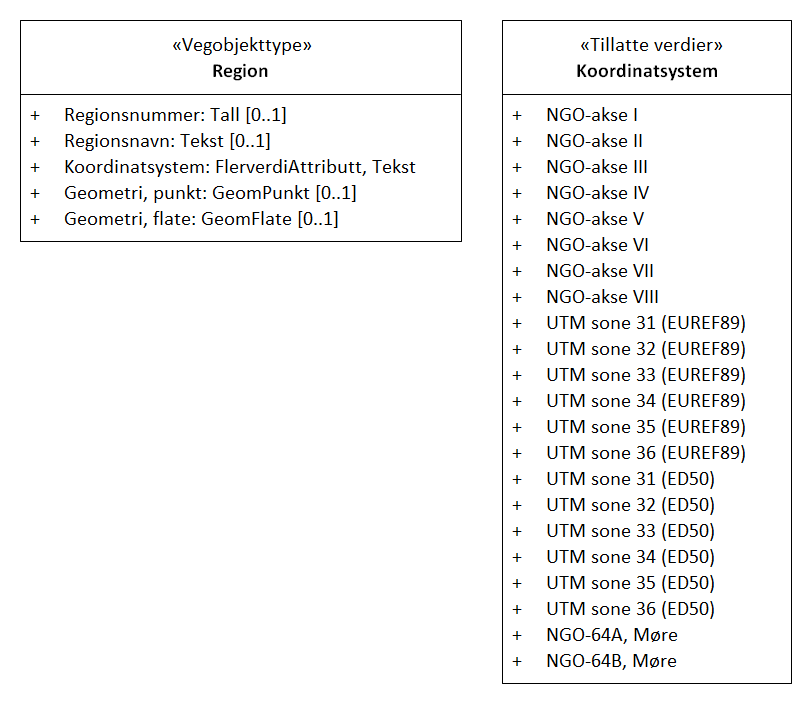 «Vegobjekttype»
Region
+ Regionsnummer: Tall [0..1]
+ Regionsnavn: Tekst [0..1]
+ Koordinatsystem: FlerverdiAttributt, Tekst
+ Geometri, punkt: GeomPunkt [0..1]
+ Geometri, flate: GeomFlate [0..1]
«Tillatte verdier»
Koordinatsystem
+ NGO-akse I
+ NGO-akse II
+ NGO-akse III
+ NGO-akse IV
+ NGO-akse V
+ NGO-akse VI
+ NGO-akse VII
+ NGO-akse VIII
+ UTM sone 31 (EUREF89)
+ UTM sone 32 (EUREF89)
+ UTM sone 33 (EUREF89)
+ UTM sone 34 (EUREF89)
+ UTM sone 35 (EUREF89)
+ UTM sone 36 (EUREF89)
+ UTM sone 31 (ED50)
+ UTM sone 32 (ED50)
+ UTM sone 33 (ED50)
+ UTM sone 34 (ED50)
+ UTM sone 35 (ED50)
+ UTM sone 36 (ED50)
+ NGO-64A, Møre
+ NGO-64B, Møre